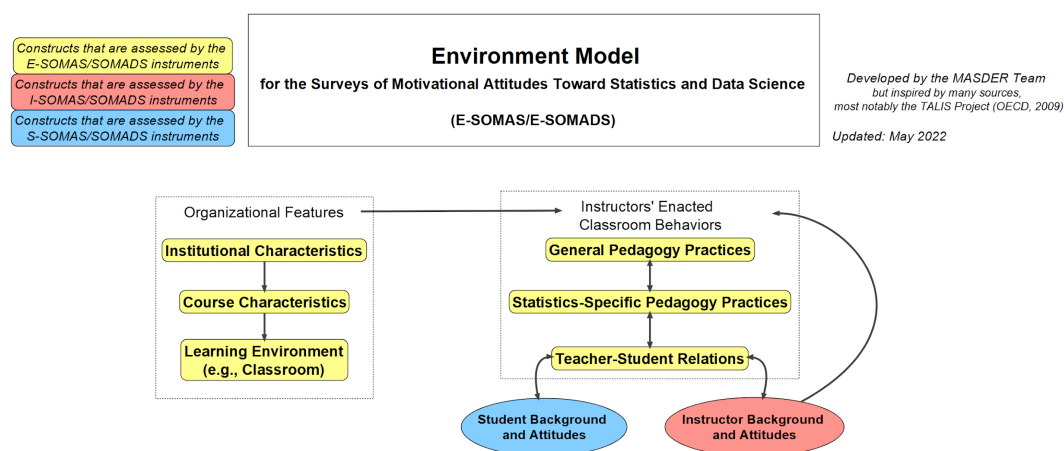 Constructs that are assessed by the
E-SOMAS/SOMADS instruments
Constructs that are assessed by the
I-SOMAS/SOMADS instruments
Constructs that are assessed by the
S-SOMAS/SOMADS instruments
Environment Model
for the Surveys of Motivational Attitudes Toward Statistics and Data Science
(E-SOMAS/E-SOMADS)
Developed by the MASDER Team
but inspired by many sources,
most notably the TALIS Project (OECD, 2009)
Updated: May 2022
Organizational Features
Institutional Characteristics
Course Characteristics
Learning Environment
(e.g., Classroom)
Instructors' Enacted
Classroom Behaviors
General Pedagogy Practices
Statistics-Specific Pedagogy Practices
Teacher-Student Relations
Student Background
and Attitudes
Instructor Background
and Attitudes